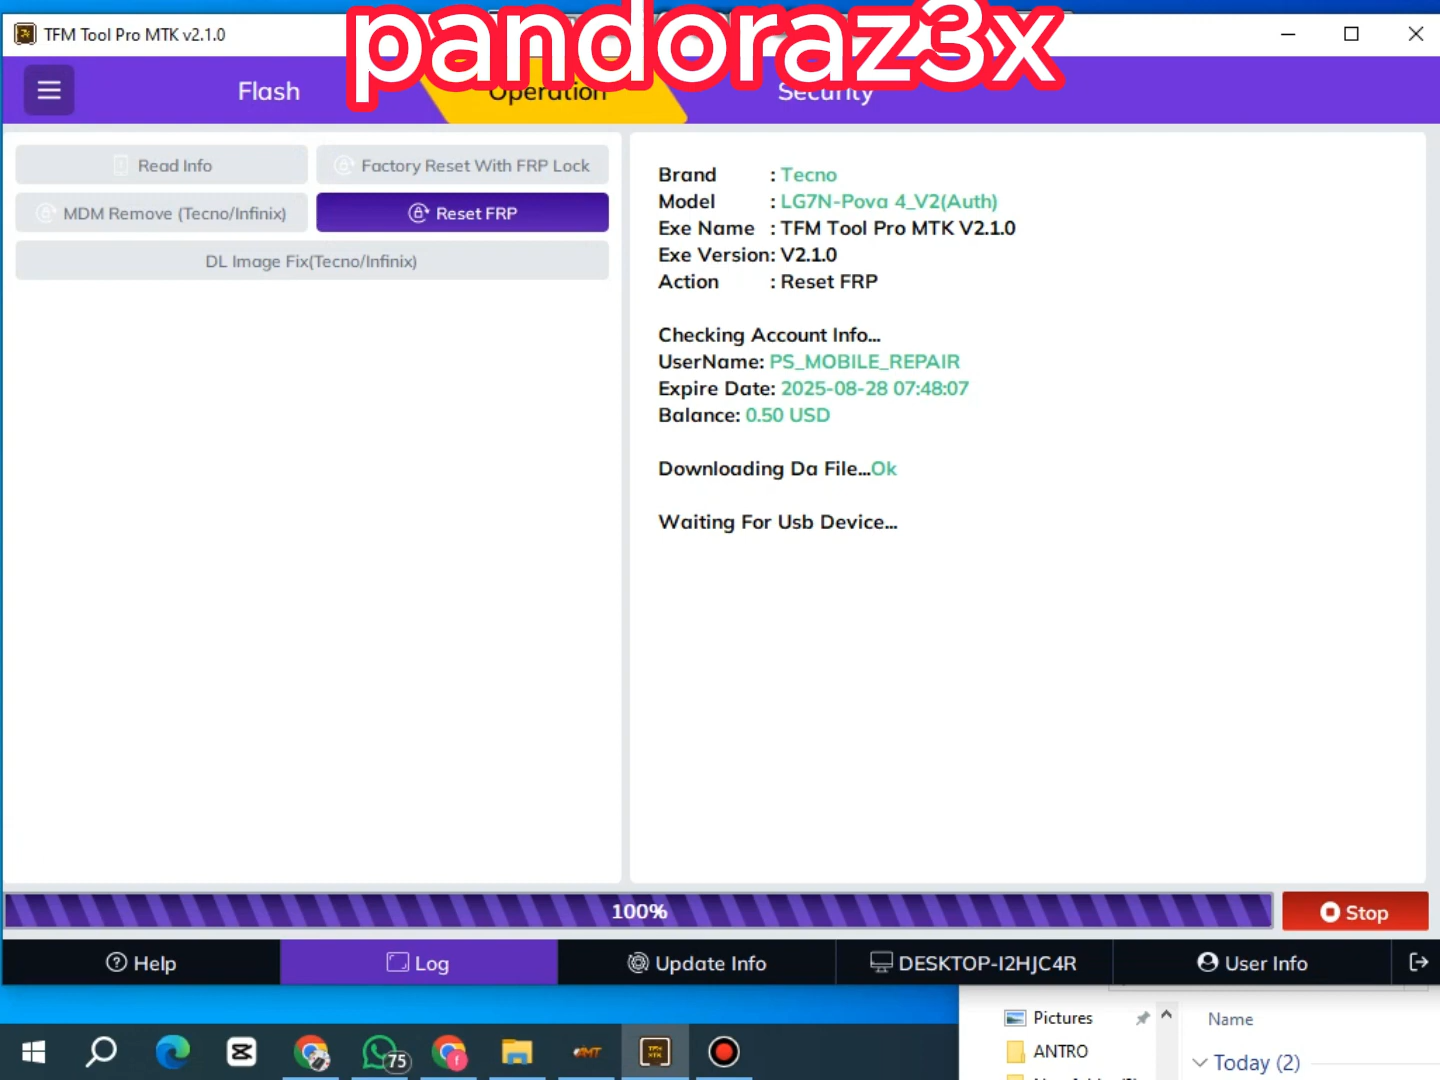 pandoraz3x
TFM Tool Pro MTK v2.1.0
Flash
Operation
Security
Read Info
Factory Reset With FRP Lock
MDM Remove (Tecno/Infinix)
Reset FRP
DL Image Fix(Tecno/Infinix)
Brand : Tecno
Model : LG7N-Pova 4_V2(Auth)
Exe Name : TFM Tool Pro MTK V2.1.0
Exe Version: V2.1.0
Action : Reset FRP
Checking Account Info...
UserName: PS_MOBILE_REPAIR
Expire Date: 2025-08-28 07:48:07
Balance: 0.50 USD
Downloading Da File...Ok
Waiting For Usb Device...
100%
Stop
Help
Log
Update Info
DESKTOP-I2HJC4R
User Info
Pictures
Name
ANTRO
Today (2)
75